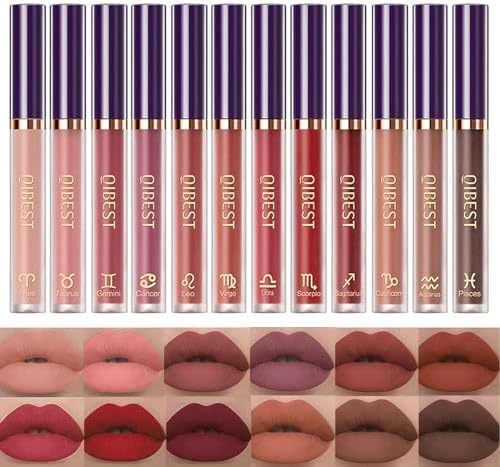 QIBEST
♈
Aries
QIBEST
♉
Taurus
QIBEST
♊
Gemini
QIBEST
♋
Cancer
QIBEST
♌
Leo
QIBEST
♍
Virgo
QIBEST
♎
Libra
QIBEST
♏
Scorpio
QIBEST
♐
Sagittarius
QIBEST
♑
Capricorn
QIBEST
♒
Aquarius
QIBEST
♓
Pisces